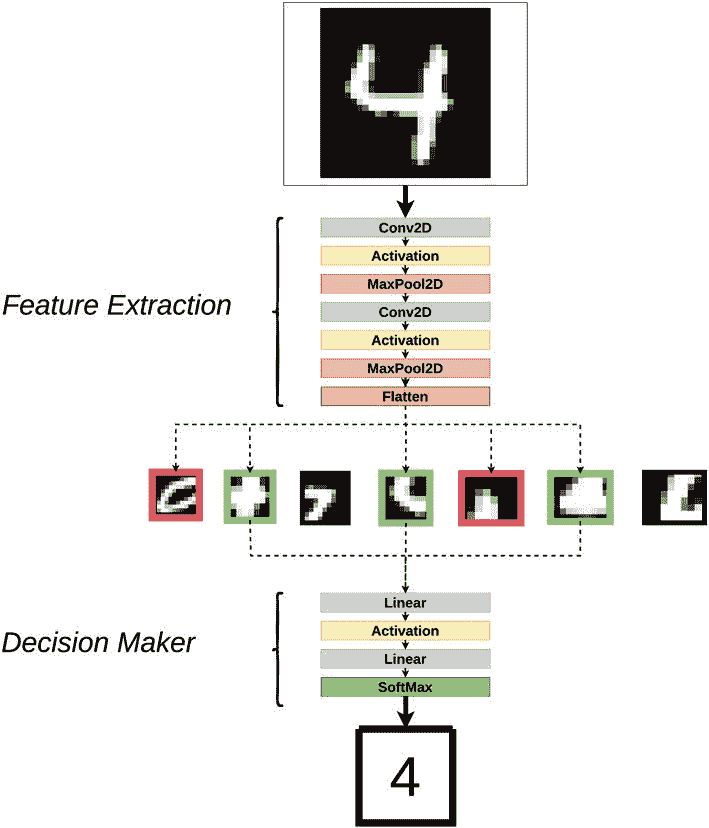 Conv2D
Activation
MaxPool2D
Feature Extraction
Conv2D
Activation
MaxPool2D
Flatten
Linear
Activation
Decision Maker
Linear
SoftMax
4